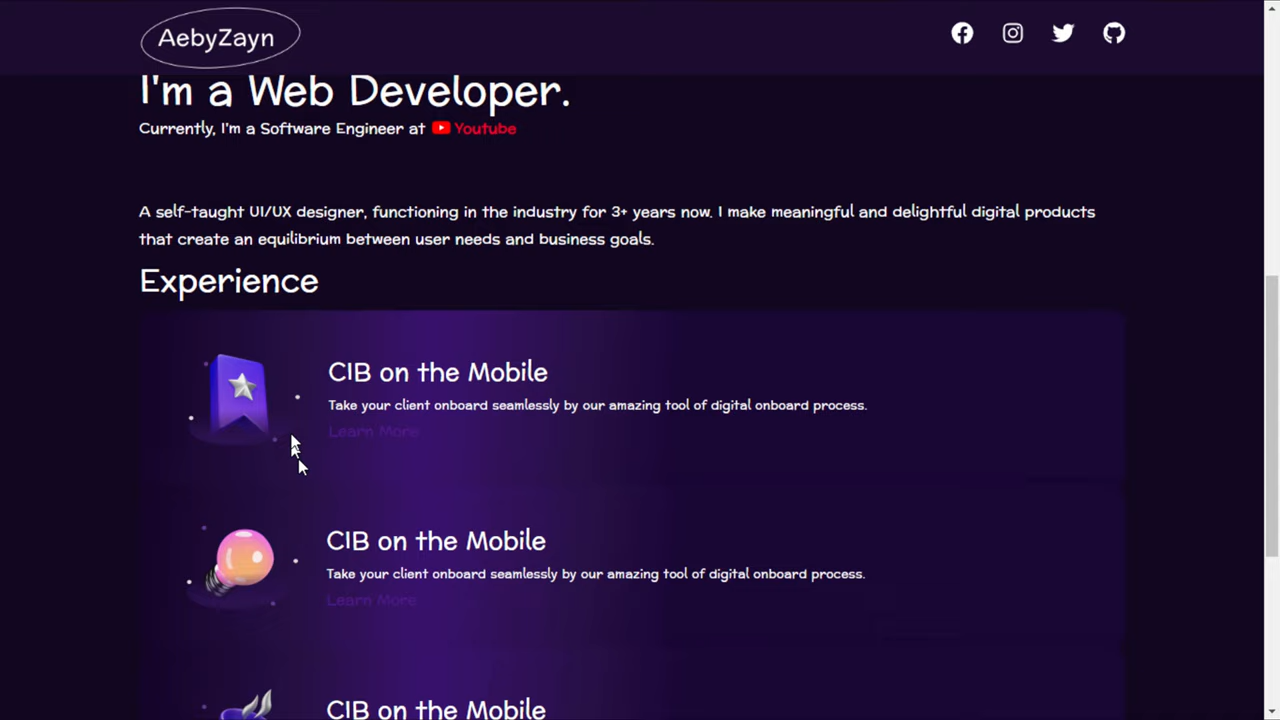 AebyZayn
I'm a Web Developer.
Currently, I'm a Software Engineer at Youtube
A self-taught UI/UX designer, functioning in the industry for 3+ years now. I make meaningful and delightful digital products
that create an equilibrium between user needs and business goals.
Experience
CIB on the Mobile
Take your client onboard seamlessly by our amazing tool of digital onboard process.
Learn More
CIB on the Mobile
Take your client onboard seamlessly by our amazing tool of digital onboard process.
Learn More
CIB on the Mobile